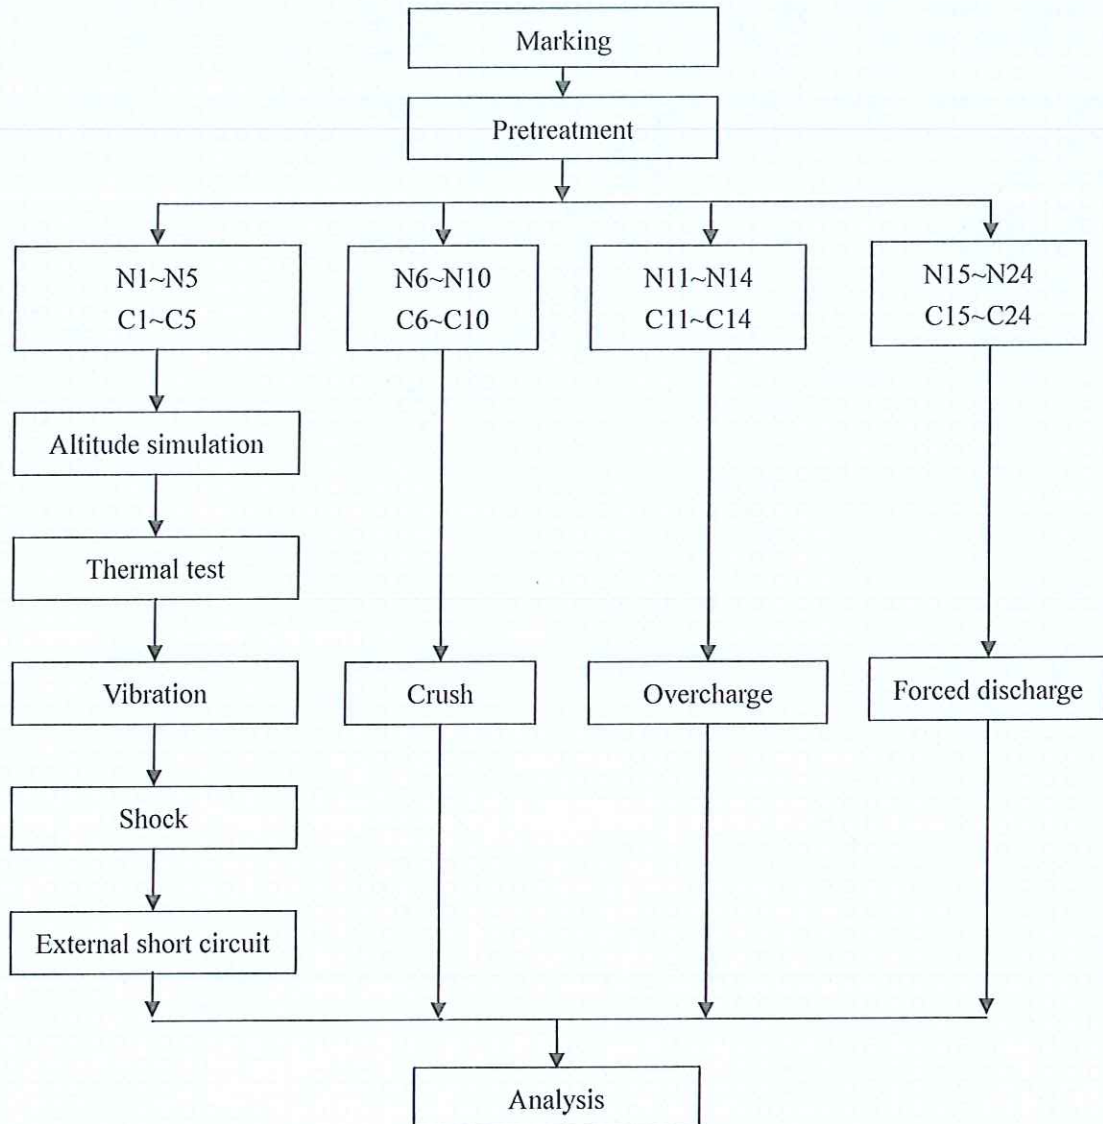 Marking
Pretreatment
N1~N5
C1~C5
N6~N10
C6~C10
N11~N14
C11~C14
N15~N24
C15~C24
Altitude simulation
Thermal test
Vibration
Crush
Overcharge
Forced discharge
Shock
External short circuit
Analysis